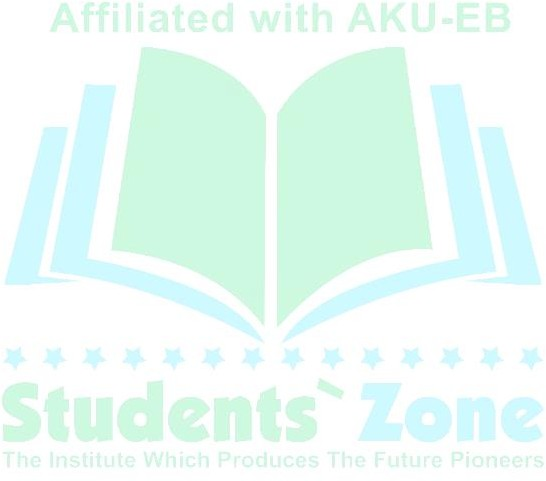 Affiliated with AKU-EB
Students` Zone
The Institute Which Produces The Future Pioneers